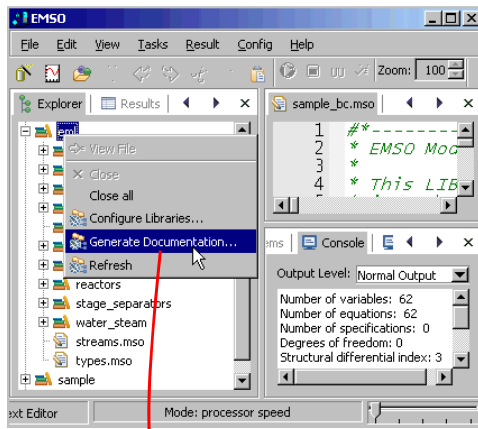 EMSO
File Edit View Tasks Result Config Help
Zoom: 100
Explorer Results
eml
View File
Close
Close all
Configure Libraries...
Generate Documentation...
Refresh
reactors
stage_separators
water_steam
streams.mso
types.mso
sample
sample_bc.mso
1 #*-------
2 * EMSO Mod
3 *
4 * This LIB
ems Console E
Output Level: Normal Output
Number of variables: 62
Number of equations: 62
Number of specifications: 0
Degrees of freedom: 0
Structural differential index: 3
ext Editor Mode: processor speed